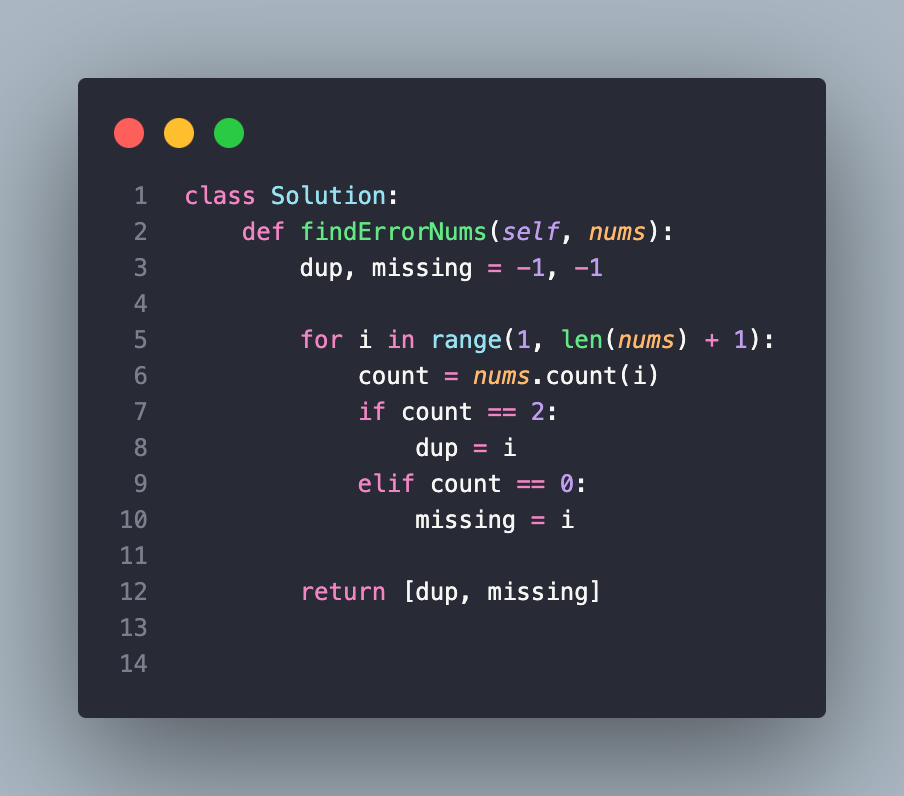 1 class Solution:
2     def findErrorNums(self, nums):
3         dup, missing = -1, -1
4
5         for i in range(1, len(nums) + 1):
6             count = nums.count(i)
7             if count == 2:
8                 dup = i
9             elif count == 0:
10                 missing = i
11
12         return [dup, missing]
13
14